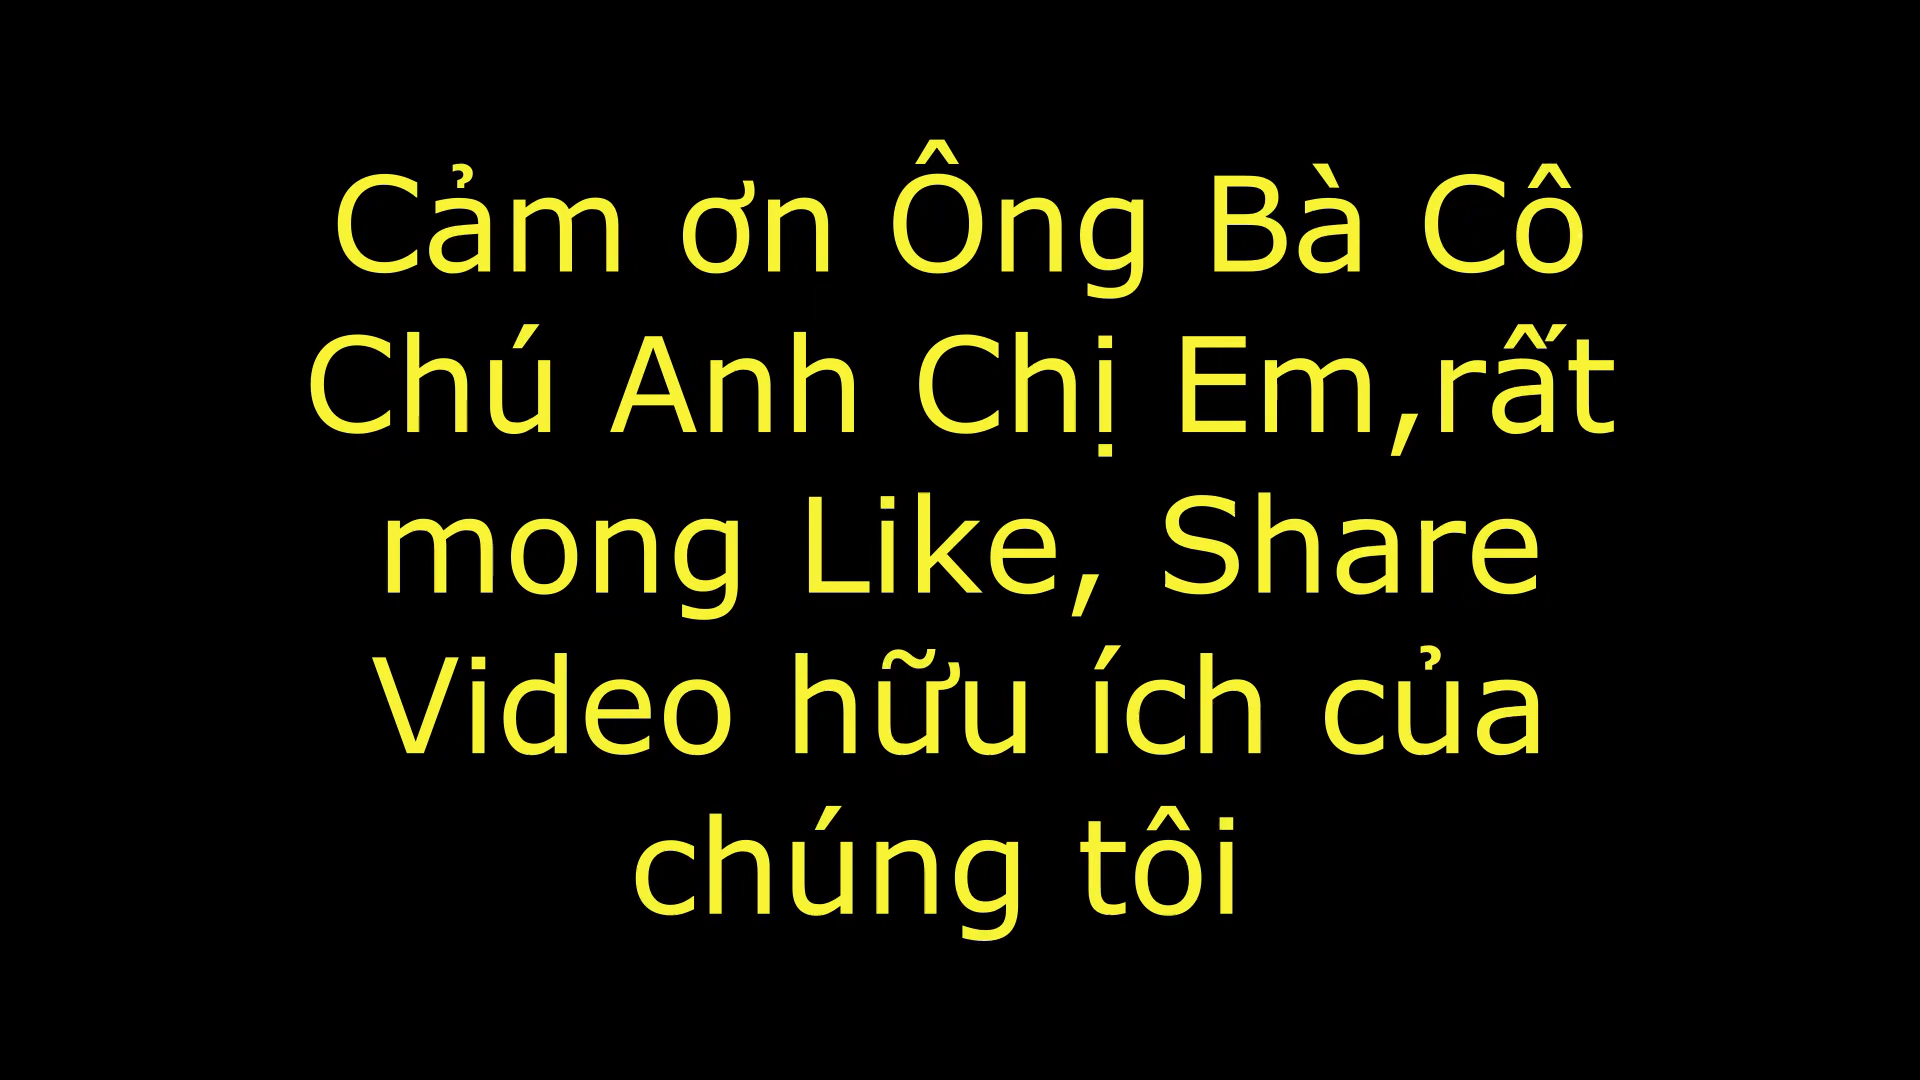 Cảm ơn Ông Bà Cô
Chú Anh Chị Em,rất
mong Like, Share
Video hữu ích của
chúng tôi